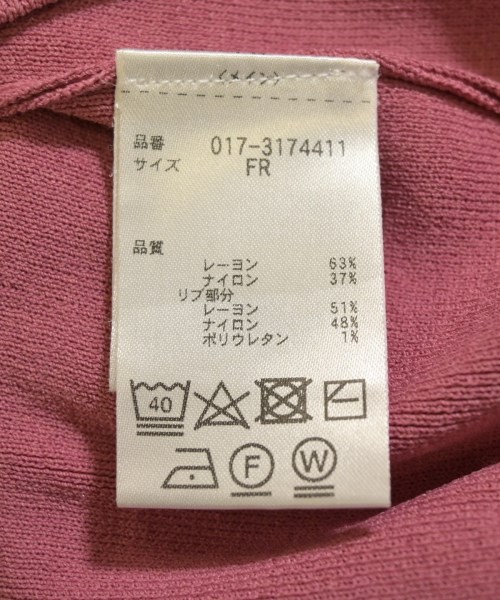 品番 017-3174411
サイズ FR
品質
レーヨン 63%
ナイロン 37%
リブ部分
レーヨン 51%
ナイロン 48%
ポリウレタン 1%
40
F W